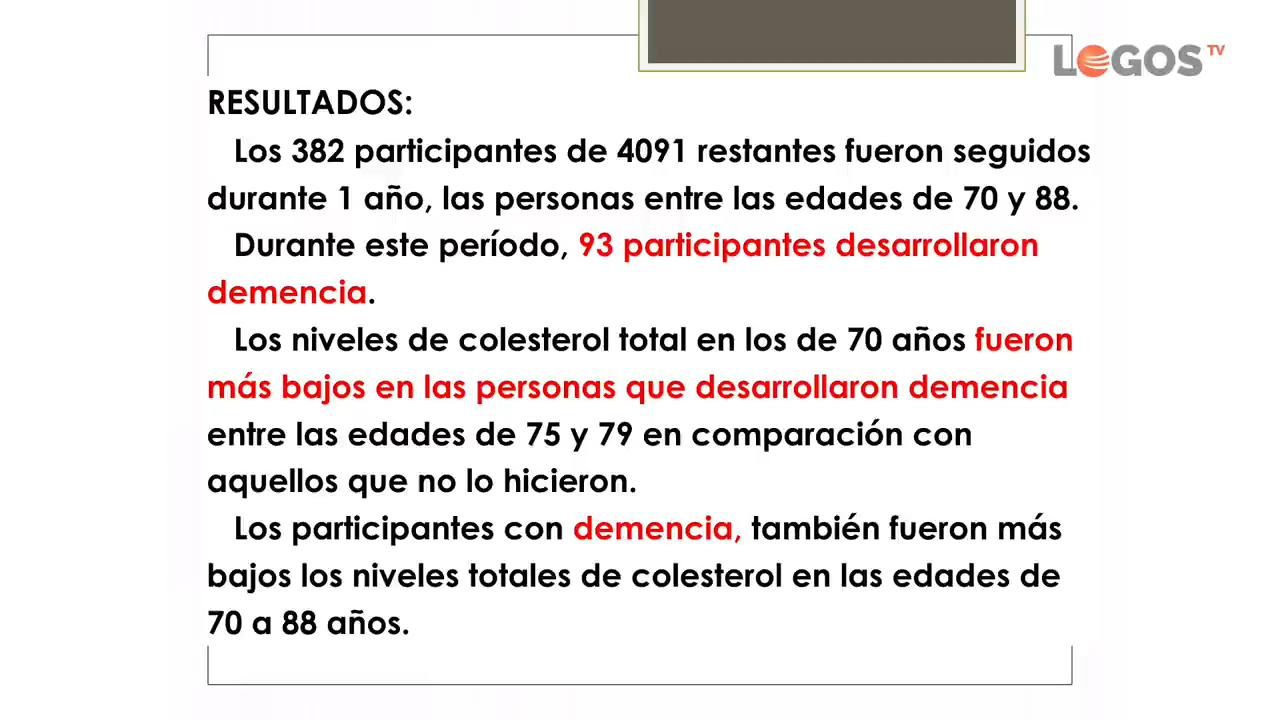 LOGOS TV
RESULTADOS:
Los 382 participantes de 4091 restantes fueron seguidos
durante 1 año, las personas entre las edades de 70 y 88.
Durante este período, 93 participantes desarrollaron
demencia.
Los niveles de colesterol total en los de 70 años fueron
más bajos en las personas que desarrollaron demencia
entre las edades de 75 y 79 en comparación con
aquellos que no lo hicieron.
Los participantes con demencia, también fueron más
bajos los niveles totales de colesterol en las edades de
70 a 88 años.